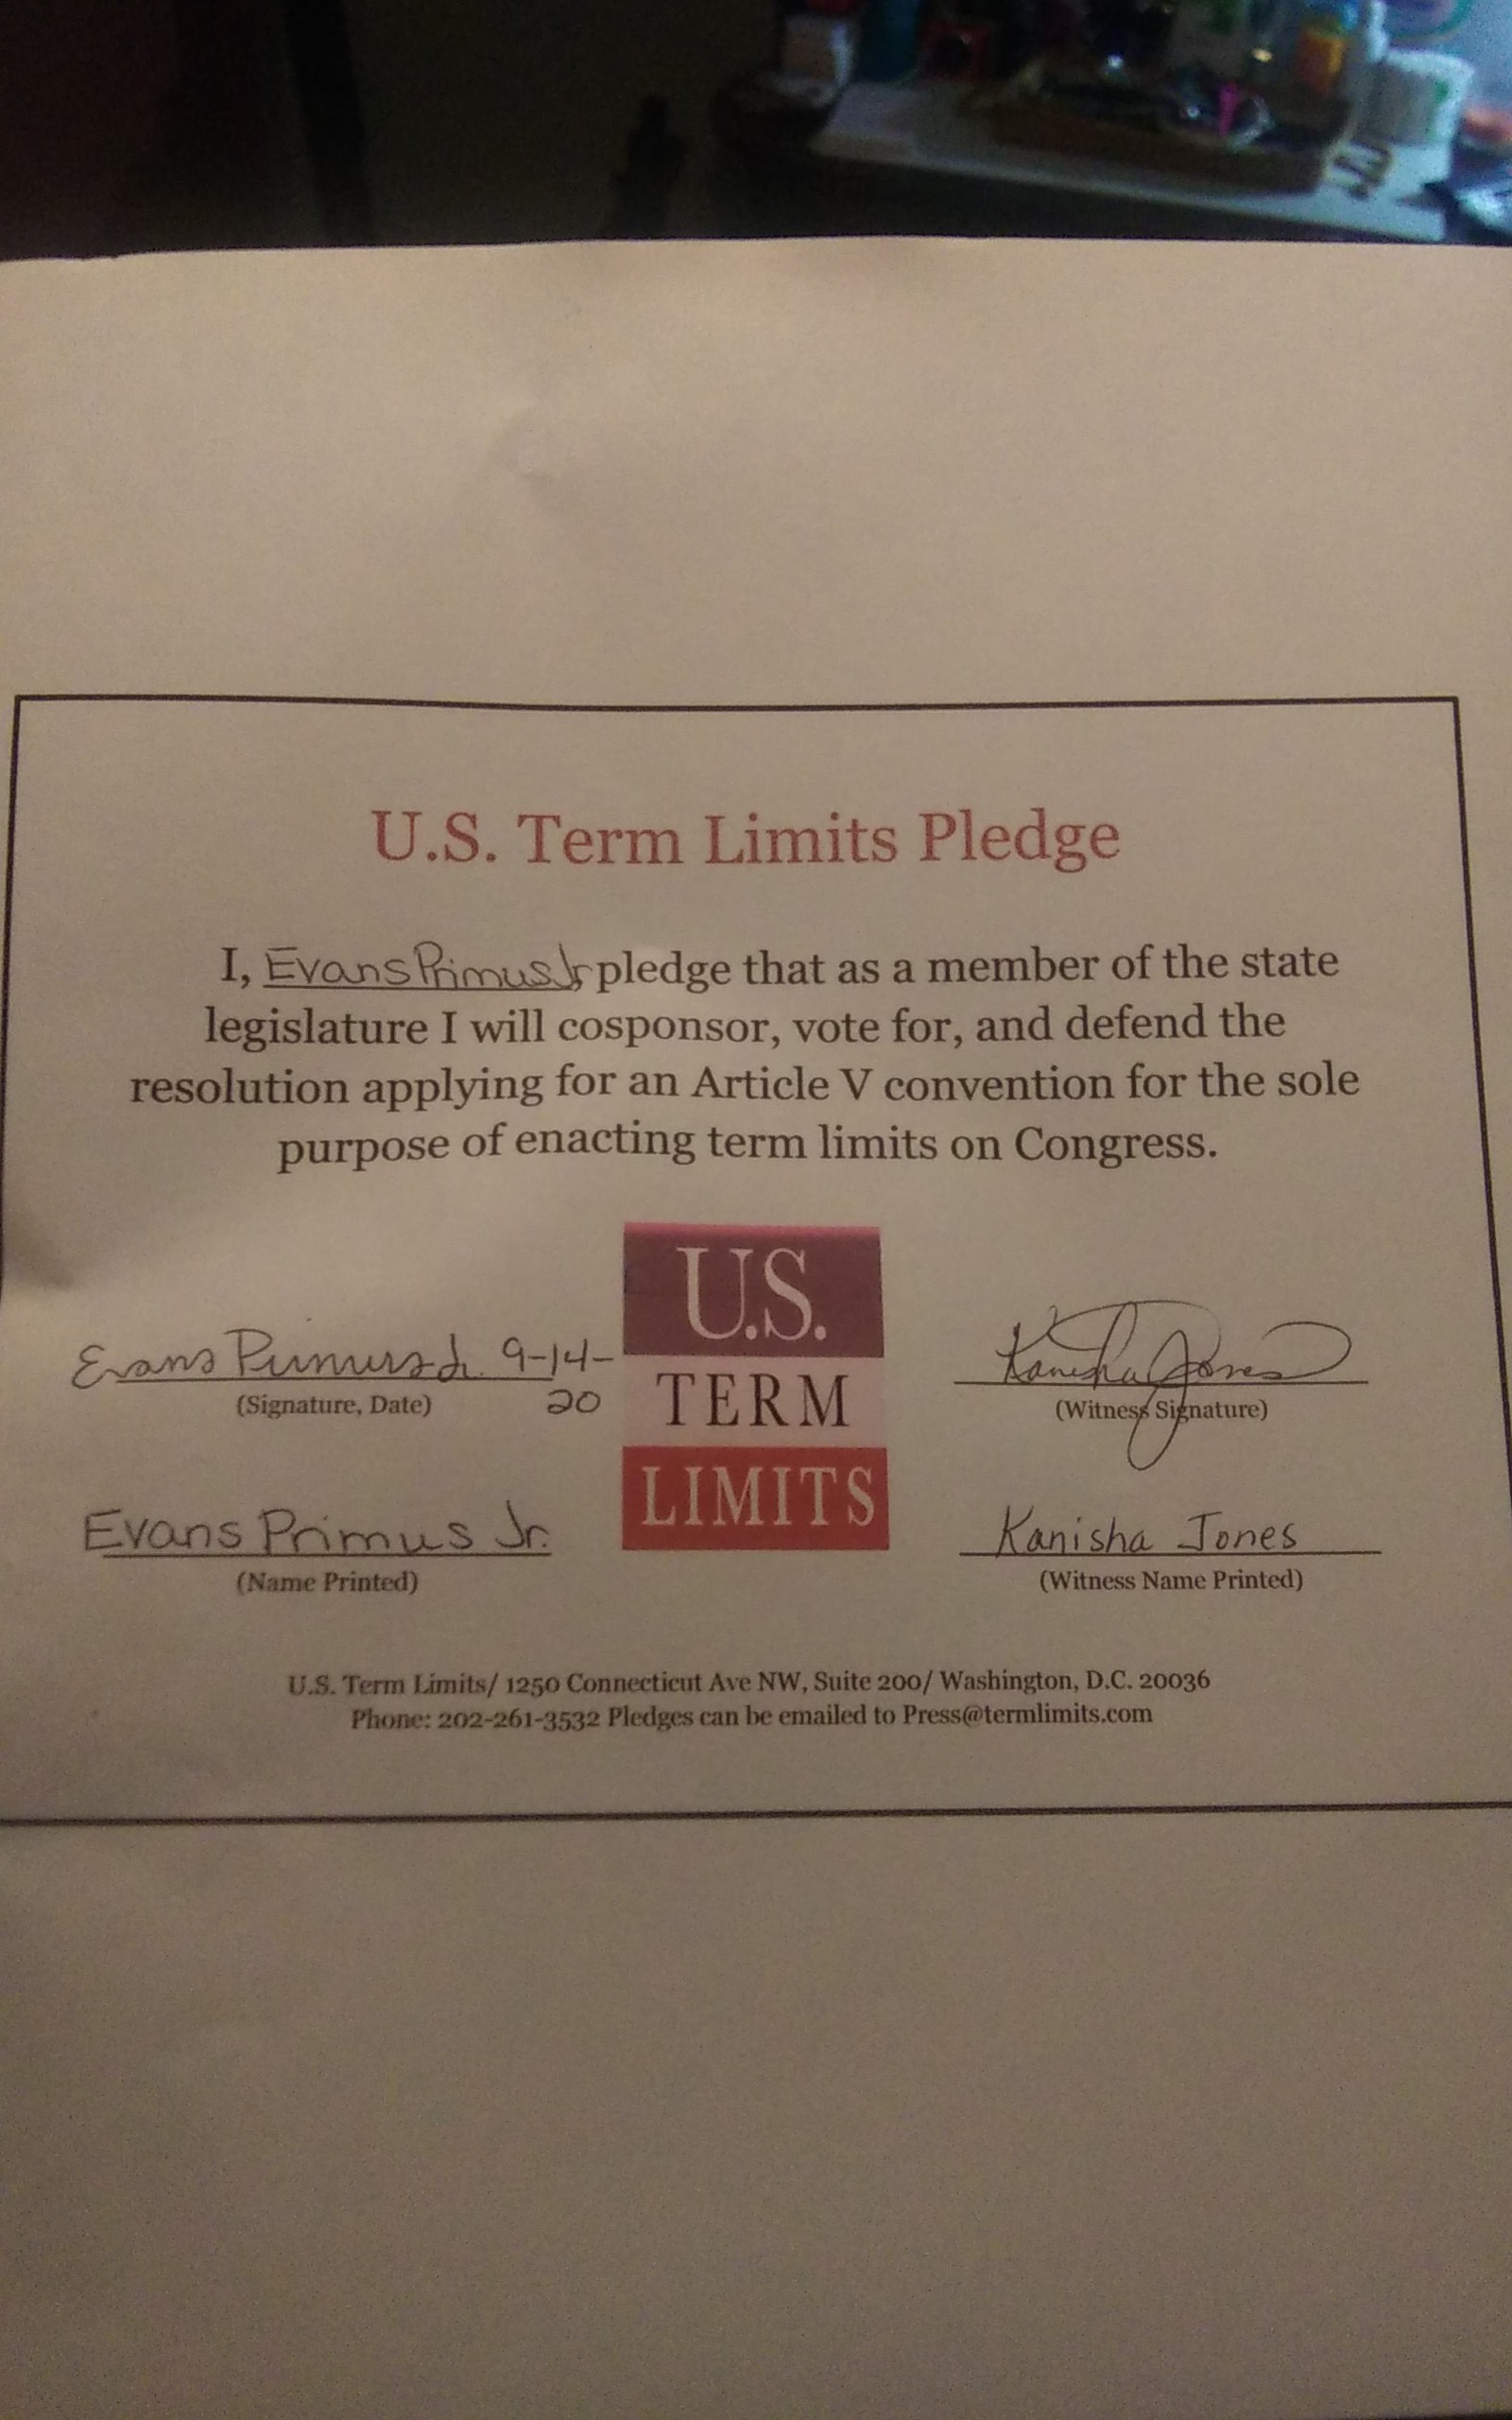 U.S. Term Limits Pledge
I, Evans Primus Jr, pledge that as a member of the state
legislature I will cosponsor, vote for, and defend the
resolution applying for an Article V convention for the sole
purpose of enacting term limits on Congress.
U.S.
TERM
LIMITS
Evans Primus Jr. 9-14-
20
(Signature, Date)
Kanisha Jones
(Witness Signature)
Evans Primus Jr.
(Name Printed)
Kanisha Jones
(Witness Name Printed)
U.S. Term Limits/ 1250 Connecticut Ave NW, Suite 200/ Washington, D.C. 20036
Phone: 202-261-3532 Pledges can be emailed to Press@termlimits.com